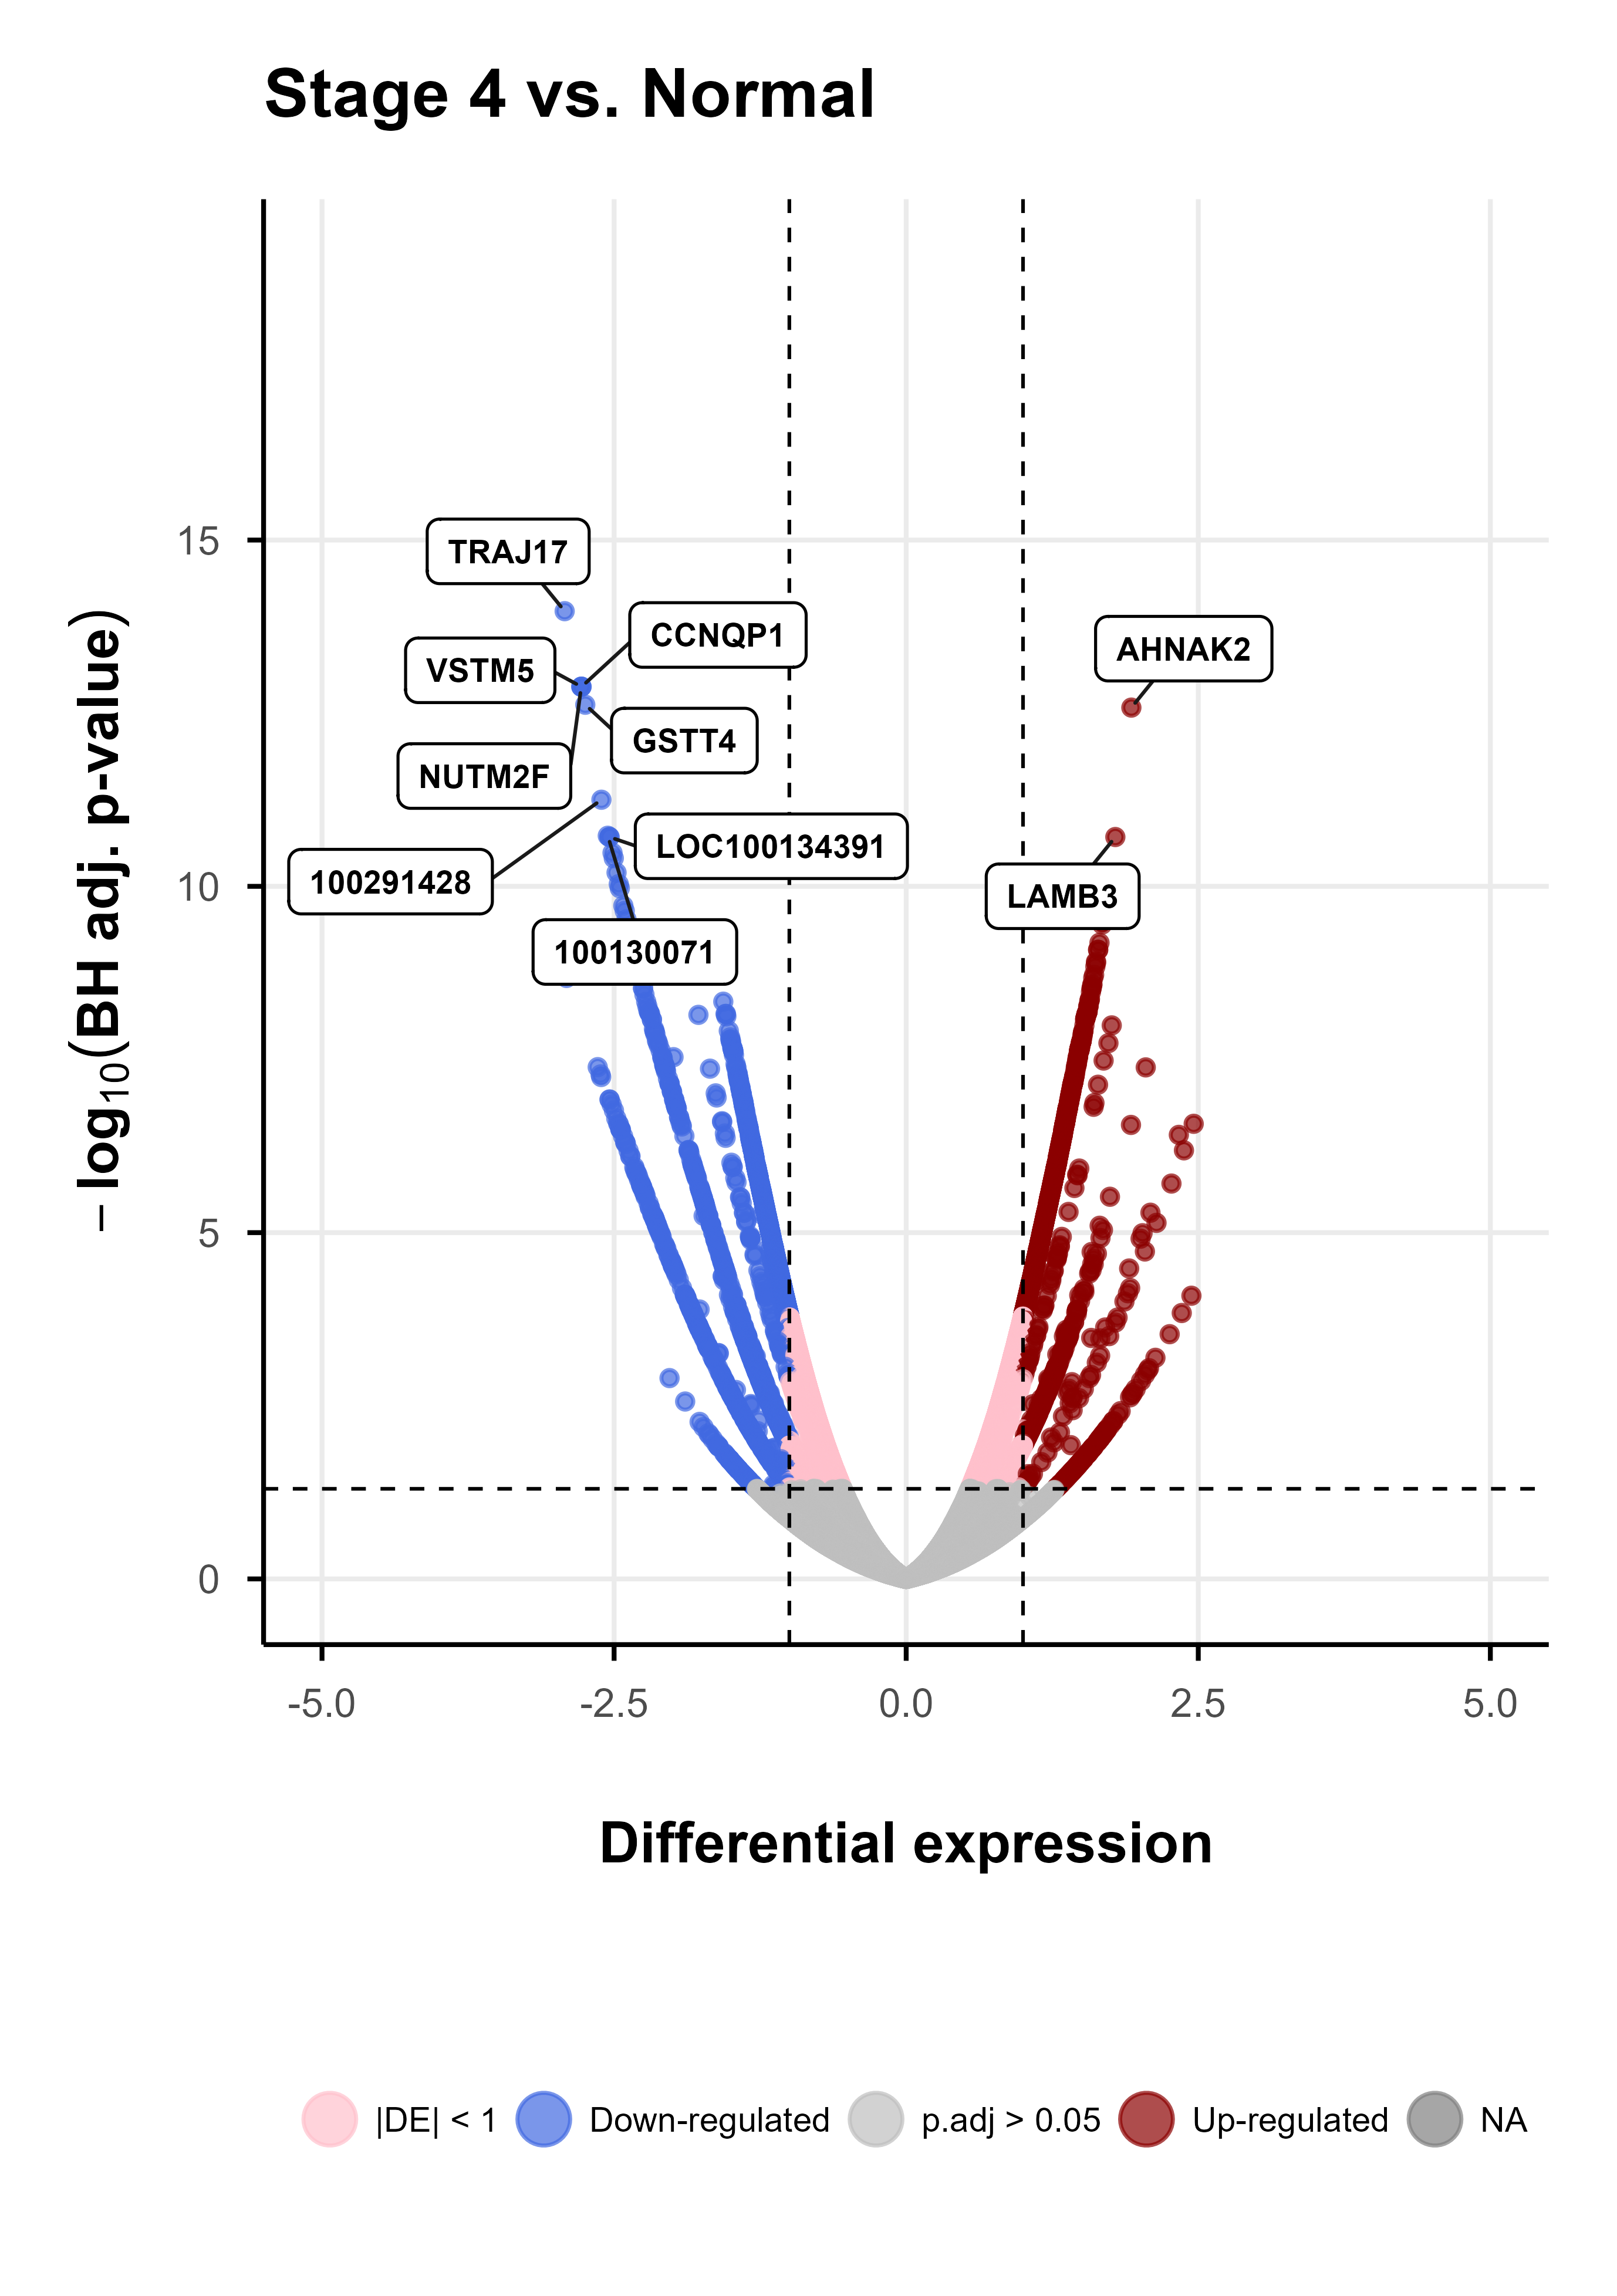 Stage 4 vs. Normal
− log10(BH adj. p-value)
15
10
5
0
TRAJ17
CCNQP1
AHNAK2
VSTM5
GSTT4
NUTM2F
LOC100134391
100291428
LAMB3
100130071
-5.0 -2.5 0.0 2.5 5.0
Differential expression
|DE| < 1 Down-regulated p.adj > 0.05 Up-regulated NA